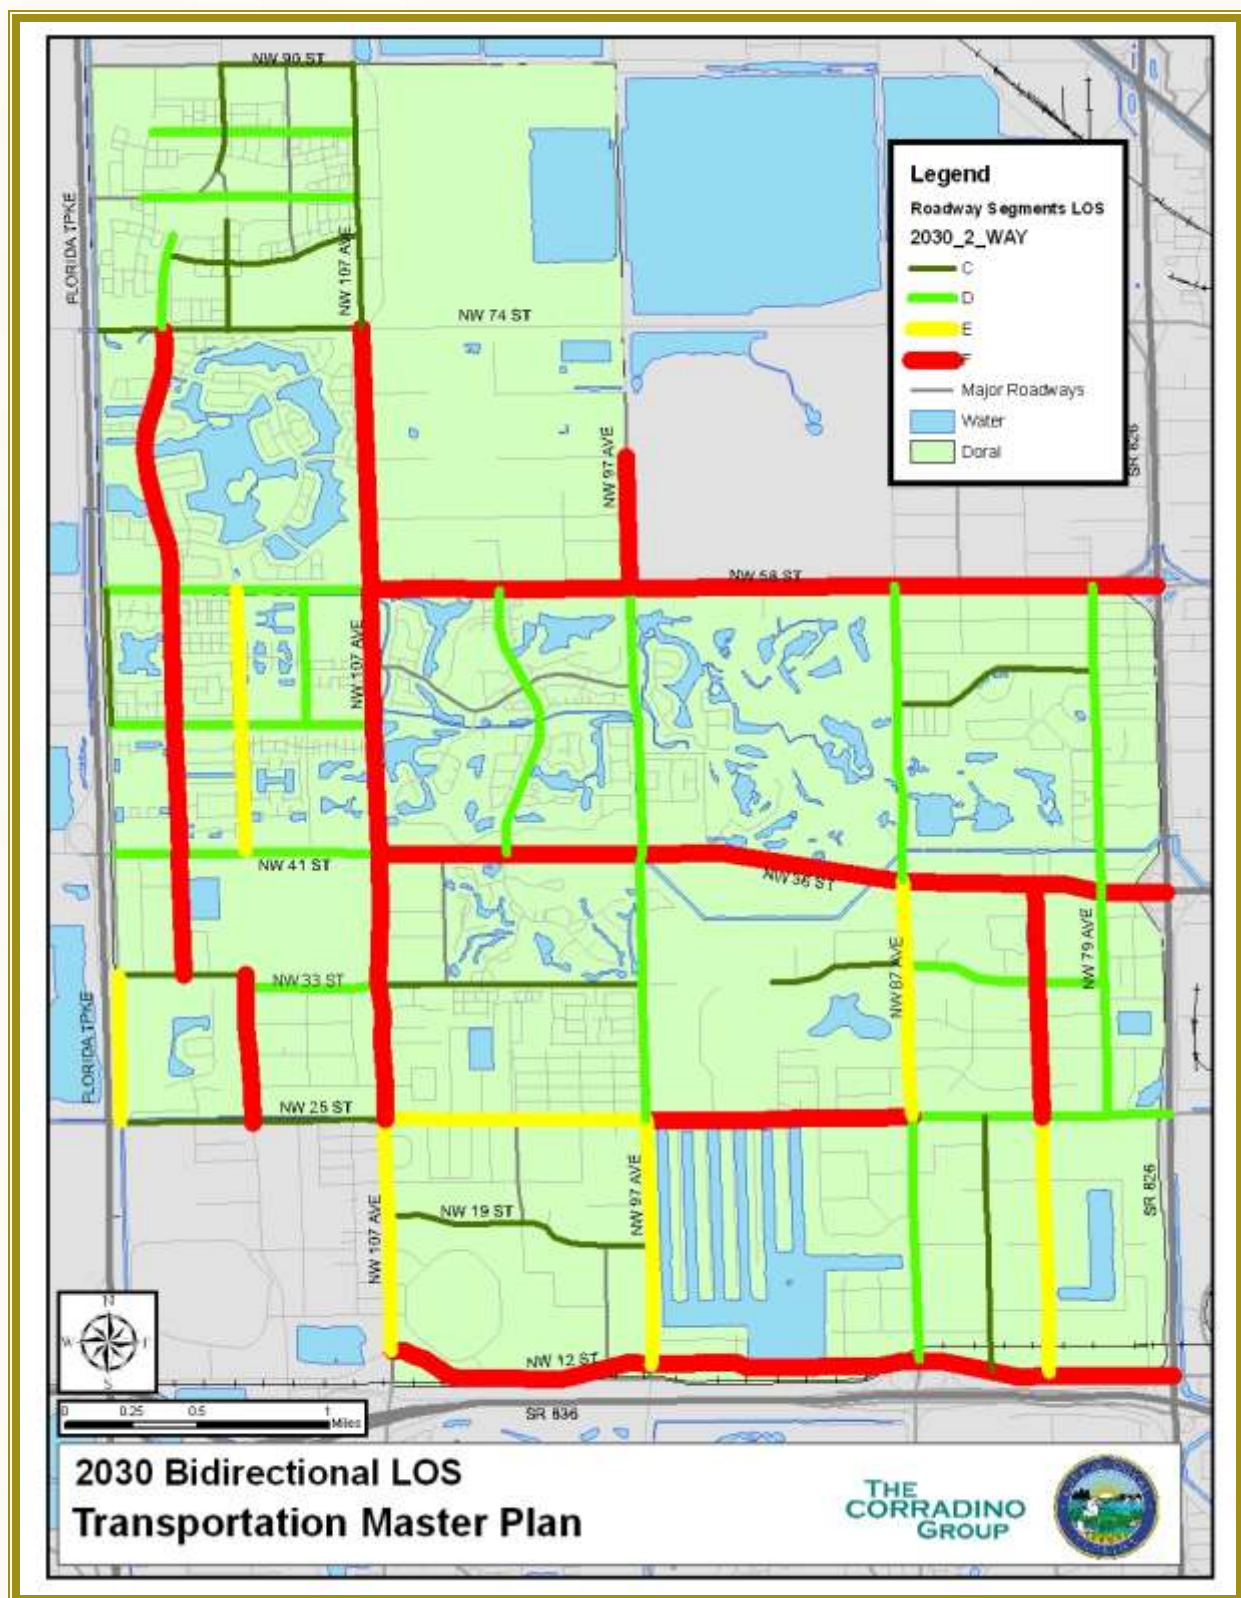 NW 90 ST
Legend
Roadway Segments LOS
2030_2_WAY
C
D
E
F
Major Roadways
Water
Doral
FLORIDA TPKE
NW 107 AVE
NW 74 ST
NW 97 AVE
SR 826
NW 58 ST
NW 107 AVE
NW 41 ST
NW 36 ST
NW 33 ST
NW 87 AVE
NW 79 AVE
FLORIDA TPKE
NW 25 ST
NW 107 AVE
NW 19 ST
NW 97 AVE
SR 826
N
W
S
NW 12 ST
0 0.25 0.5 1
Miles
SR 836
2030 Bidirectional LOS
Transportation Master Plan
THE
CORRADINO
GROUP